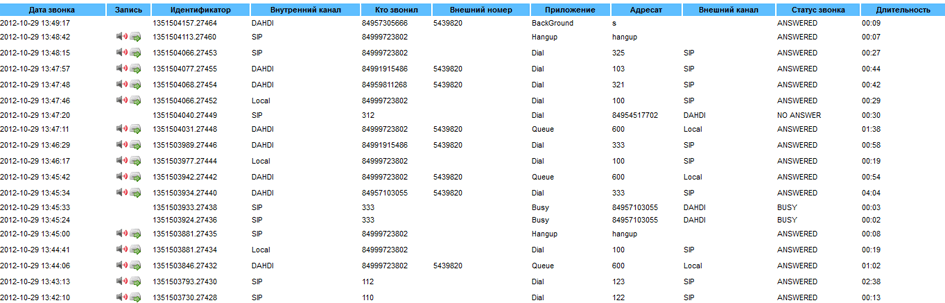 Дата звонка Запись Идентификатор Внутренний канал Кто звонил Внешний номер Приложение Адресат Внешний канал Статус звонка Длительность
2012-10-29 13:49:17 1351504157.27464 DAHDI 84957305666 5439820 BackGround s ANSWERED 00:09
2012-10-29 13:48:42 1351504113.27460 SIP 84999723802 Hangup hangup ANSWERED 00:07
2012-10-29 13:48:15 1351504066.27453 SIP 84999723802 Dial 325 SIP ANSWERED 00:27
2012-10-29 13:47:57 1351504077.27455 DAHDI 84991915486 5439820 Dial 103 SIP ANSWERED 00:44
2012-10-29 13:47:48 1351504068.27454 DAHDI 84959811268 5439820 Dial 321 SIP ANSWERED 00:42
2012-10-29 13:47:46 1351504066.27452 Local 84999723802 Dial 100 SIP ANSWERED 00:29
2012-10-29 13:47:20 1351504040.27449 SIP 312 Dial 84954517702 DAHDI NO ANSWER 00:30
2012-10-29 13:47:11 1351504031.27448 DAHDI 84999723802 5439820 Queue 600 Local ANSWERED 01:38
2012-10-29 13:46:29 1351503989.27446 DAHDI 84991915486 5439820 Dial 333 SIP ANSWERED 00:58
2012-10-29 13:46:17 1351503977.27444 Local 84999723802 Dial 100 SIP ANSWERED 00:19
2012-10-29 13:45:42 1351503942.27442 DAHDI 84999723802 5439820 Queue 600 Local ANSWERED 00:54
2012-10-29 13:45:34 1351503934.27440 DAHDI 84957103055 5439820 Dial 333 SIP ANSWERED 04:04
2012-10-29 13:45:33 1351503933.27438 SIP 333 Busy 84957103055 DAHDI BUSY 00:03
2012-10-29 13:45:24 1351503924.27436 SIP 333 Busy 84957103055 DAHDI BUSY 00:02
2012-10-29 13:45:00 1351503881.27435 SIP 84999723802 Hangup hangup ANSWERED 00:08
2012-10-29 13:44:41 1351503881.27434 Local 84999723802 Dial 100 SIP ANSWERED 00:19
2012-10-29 13:44:06 1351503846.27432 DAHDI 84999723802 5439820 Queue 600 Local ANSWERED 01:02
2012-10-29 13:43:13 1351503793.27430 SIP 112 Dial 123 SIP ANSWERED 02:38
2012-10-29 13:42:10 1351503730.27428 SIP 110 Dial 122 SIP ANSWERED 00:13